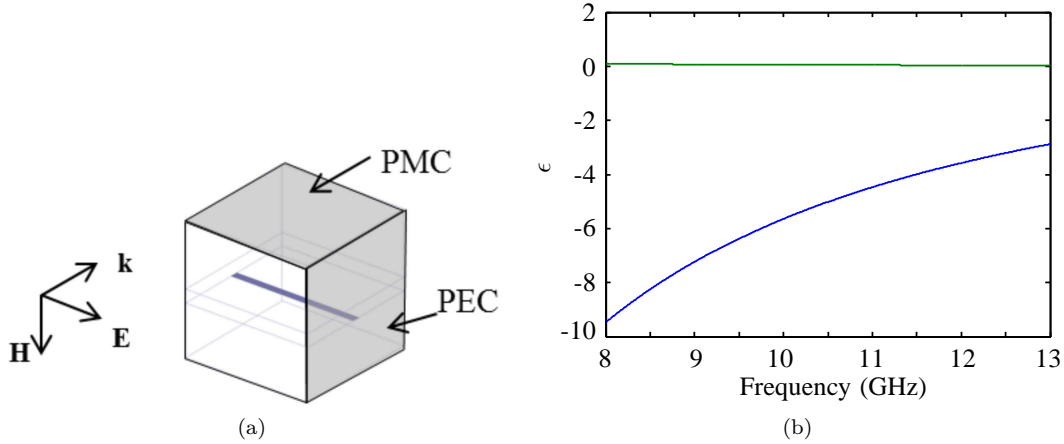 PMC
k
E
H
PEC
(a)
2
0
-2
-4
-6
-8
-10
ϵ
8 9 10 11 12 13
Frequency (GHz)
(b)